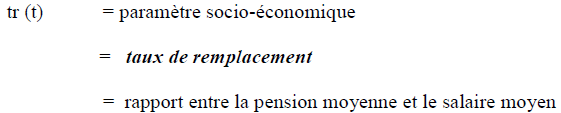 tr (t) = paramètre socio-économique
= taux de remplacement
= rapport entre la pension moyenne et le salaire moyen